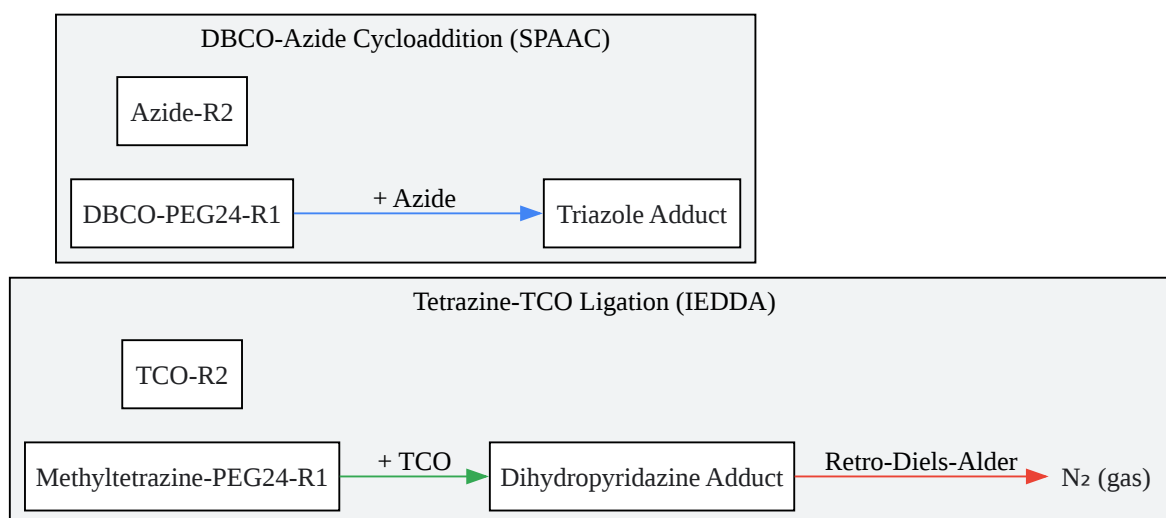 DBCO-Azide Cycloaddition (SPAAC)
Azide-R2
DBCO-PEG24-R1
+ Azide
Triazole Adduct
Tetrazine-TCO Ligation (IEDDA)
TCO-R2
Methyltetrazine-PEG24-R1
+ TCO
Dihydropyridazine Adduct
Retro-Diels-Alder
N₂ (gas)